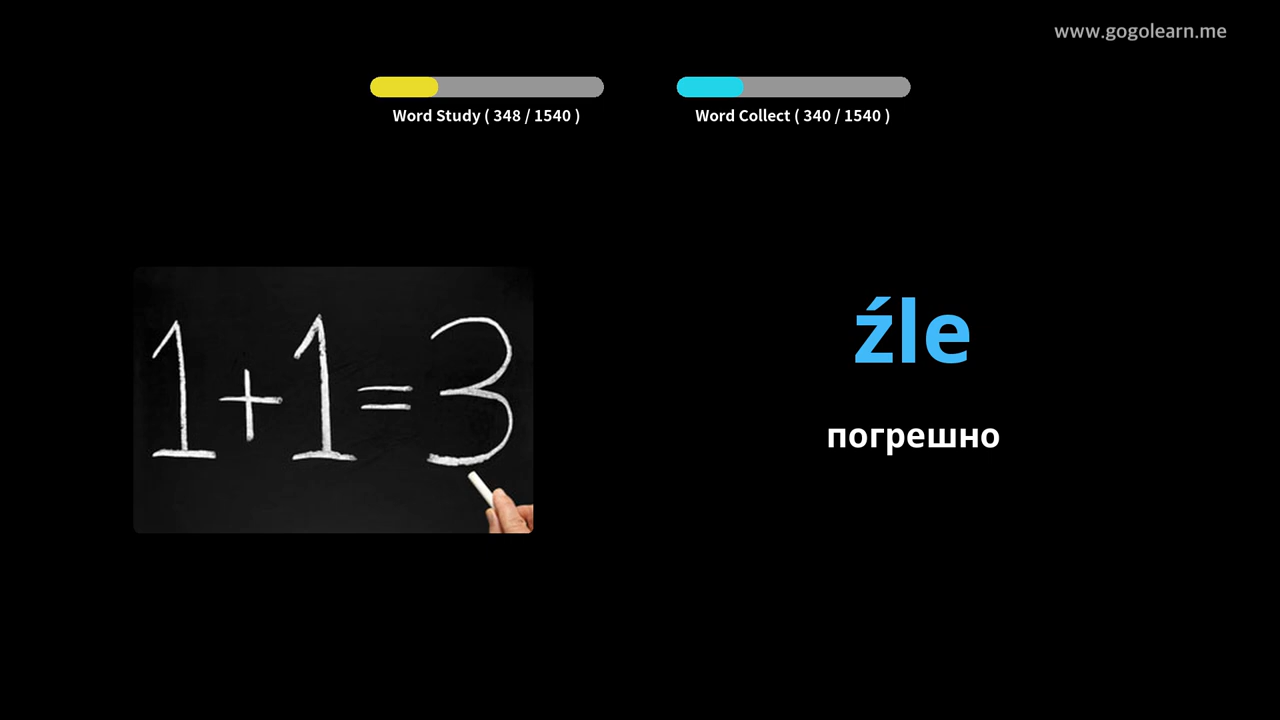 www.gogolearn.me
Word Study ( 348 / 1540 )
Word Collect ( 340 / 1540 )
1+1=3
źle
погрешно